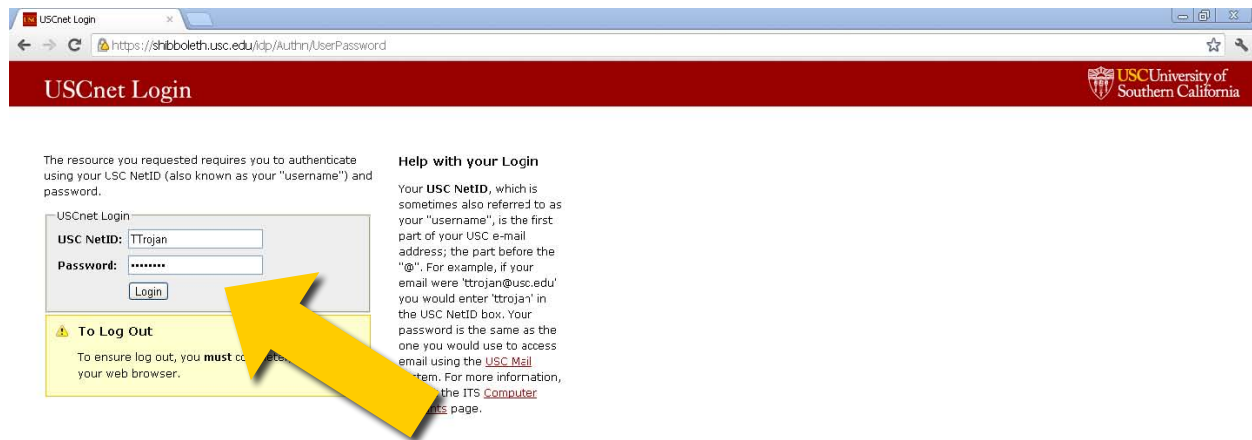 USCnet Login
https://shibboleth.usc.edu/idp/Authn/UserPassword
USCnet Login
USC University of
Southern California
The resource you requested requires you to authenticate
using your USC NetID (also known as your "username") and
password.
USCnet Login
USC NetID: TTrojan
Password: ••••••••
Login
To Log Out
To ensure log out, you must
your web browser.
Help with your Login
Your USC NetID, which is
sometimes also referred to as
your "username", is the first
part of your USC e-mail
address; the part before the
"@". For example, if your
email were 'ttrojan@usc.edu'
you would enter 'ttrojan' in
the USC NetID box. Your
password is the same as the
one you would use to access
email using the USC Mail
For more information,
the ITS Computer
page.